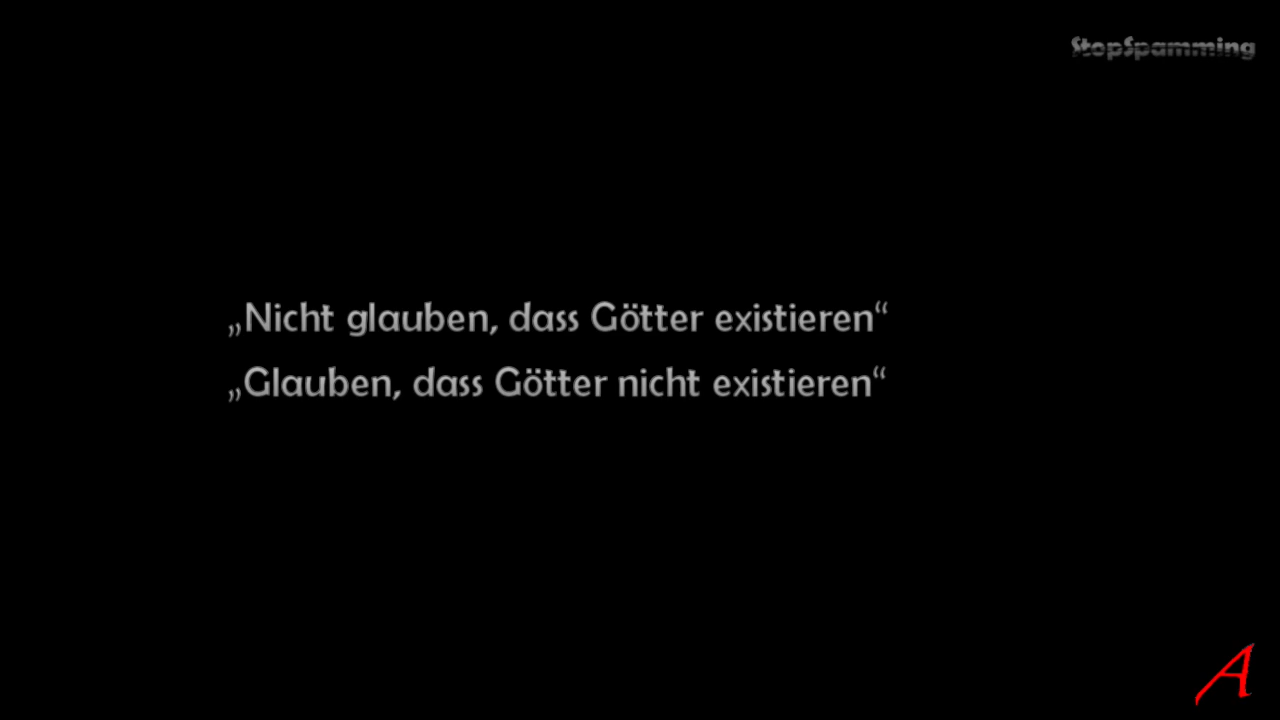 StopSpamming
„Nicht glauben, dass Götter existieren“
„Glauben, dass Götter nicht existieren“
A